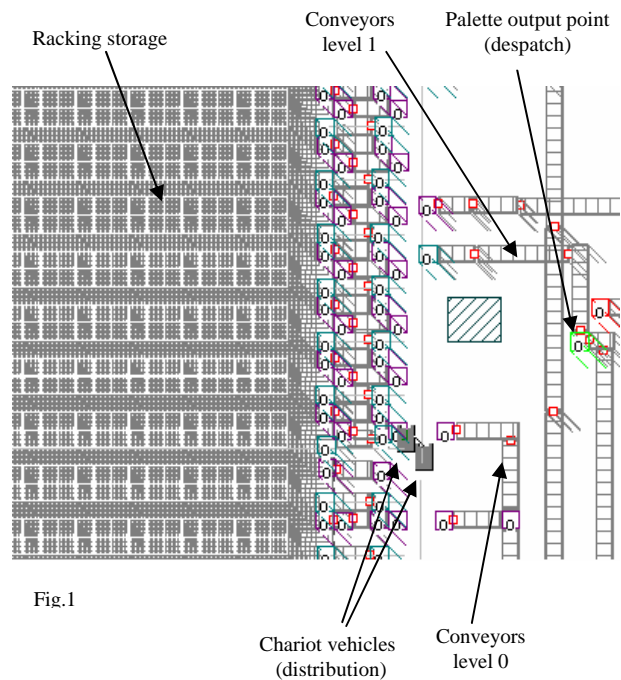 Racking storage
Conveyors
level 1
Palette output point
(despatch)
Fig.1
Chariot vehicles
(distribution)
Conveyors
level 0